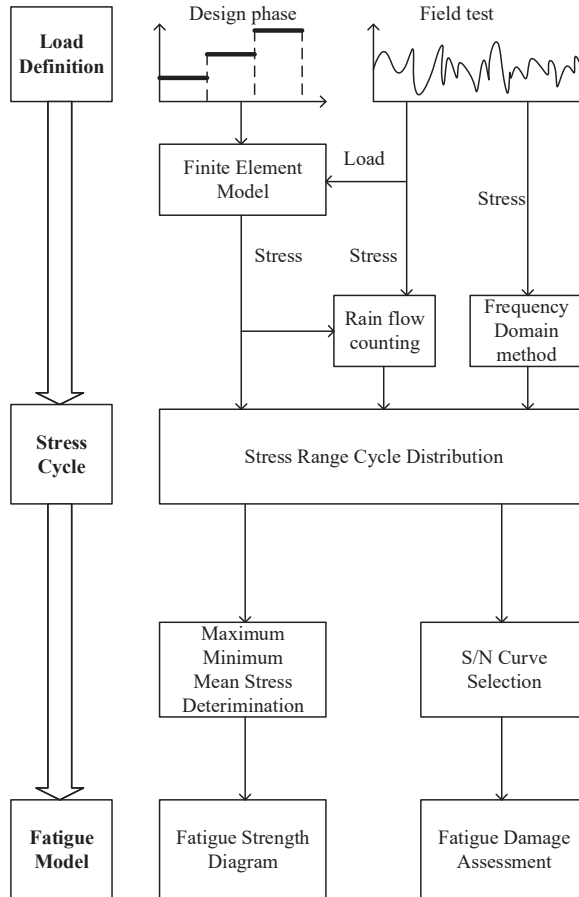 Design phase
Field test
Load
Definition
Finite Element
Model
Load
Stress
Stress
Stress
Rain flow
counting
Frequency
Domain
method
Stress
Cycle
Stress Range Cycle Distribution
Maximum
Minimum
Mean Stress
Deterimination
S/N Curve
Selection
Fatigue
Model
Fatigue Strength
Diagram
Fatigue Damage
Assessment